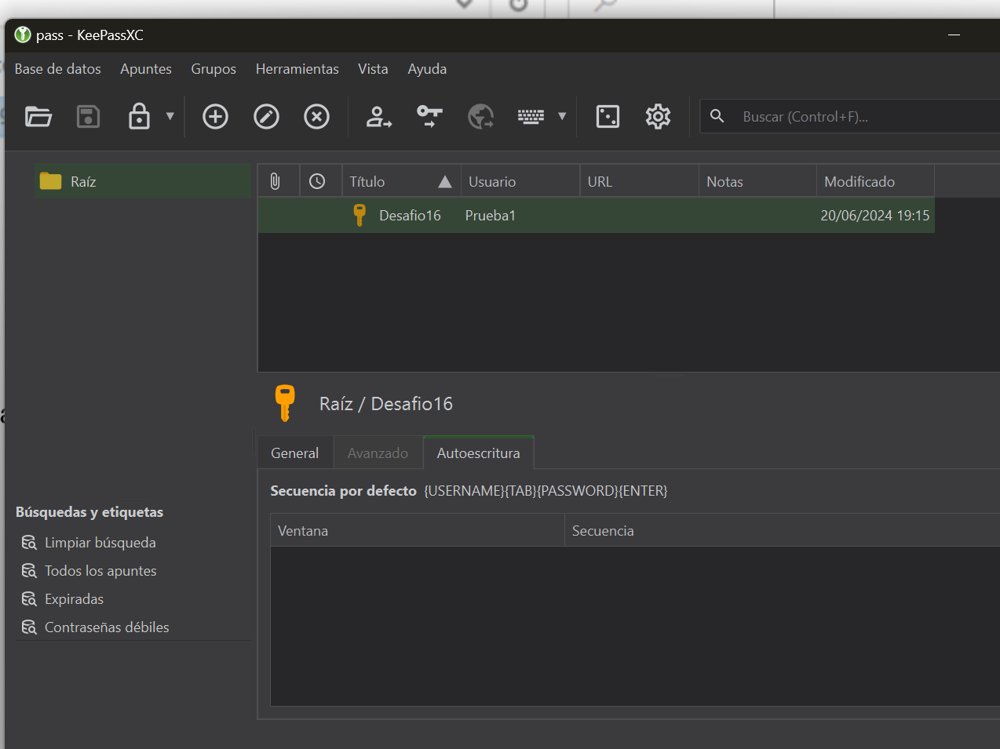 pass - KeePassXC
Base de datos Apuntes Grupos Herramientas Vista Ayuda
Buscar (Control+F)...
Raíz
Título Usuario URL Notas Modificado
Desafio16 Prueba1 20/06/2024 19:15
Raíz / Desafio16
General Avanzado Autoescritura
Secuencia por defecto {USERNAME}{TAB}{PASSWORD}{ENTER}
Ventana Secuencia
Búsquedas y etiquetas
Limpiar búsqueda
Todos los apuntes
Expiradas
Contraseñas débiles